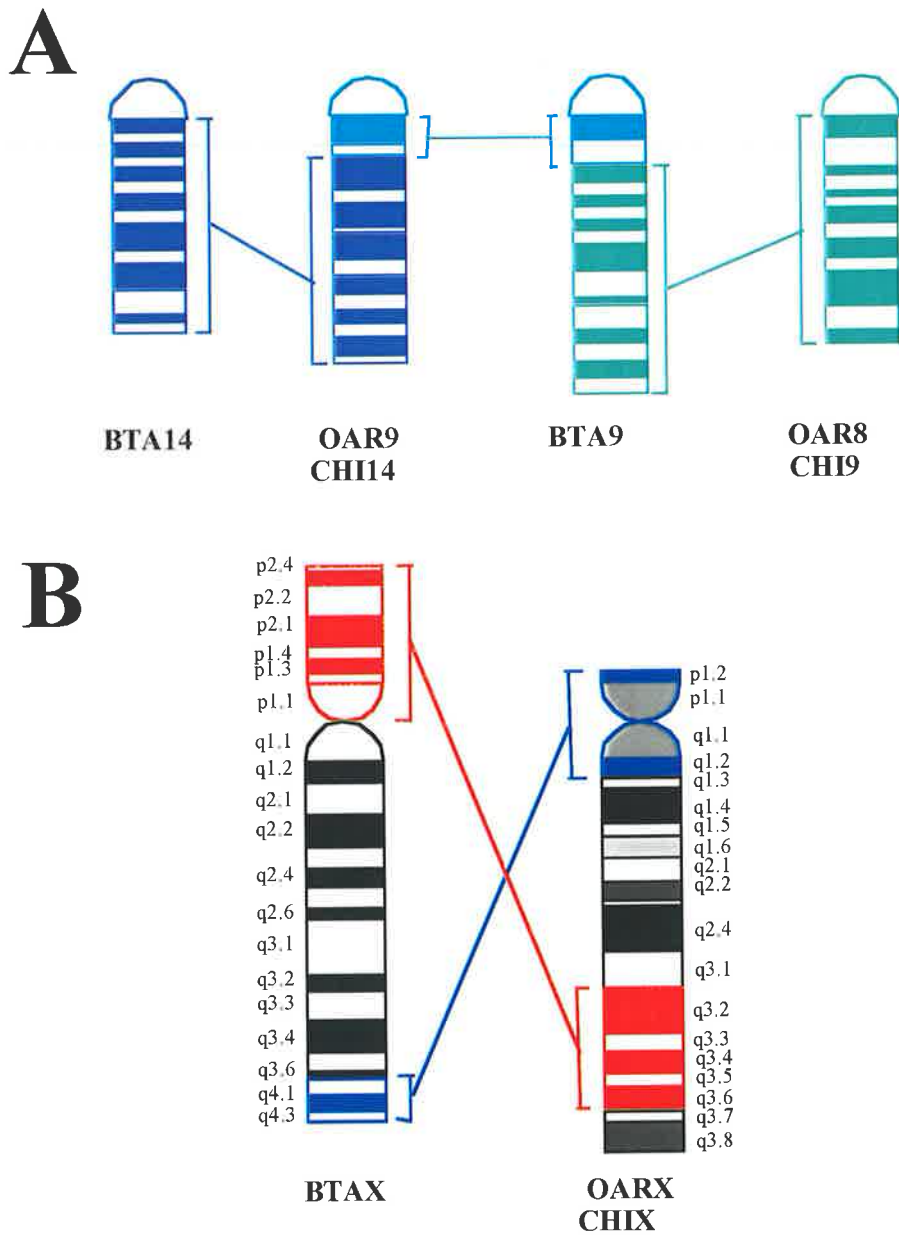 A
BTA14
OAR9
CHI14
BTA9
OAR8
CHI9
B
p2.4
p2.2
p2.1
p1.4
p1.3
p1.1
q1.1
q1.2
q2.1
q2.2
q2.4
q2.6
q3.1
q3.2
q3.3
q3.4
q3.6
q4.1
q4.3
BTAX
p1.2
p1.1
q1.1
q1.2
q1.3
q1.4
q1.5
q1.6
q2.1
q2.2
q2.4
q3.1
q3.2
q3.3
q3.4
q3.5
q3.6
q3.7
q3.8
OARX
CHIX